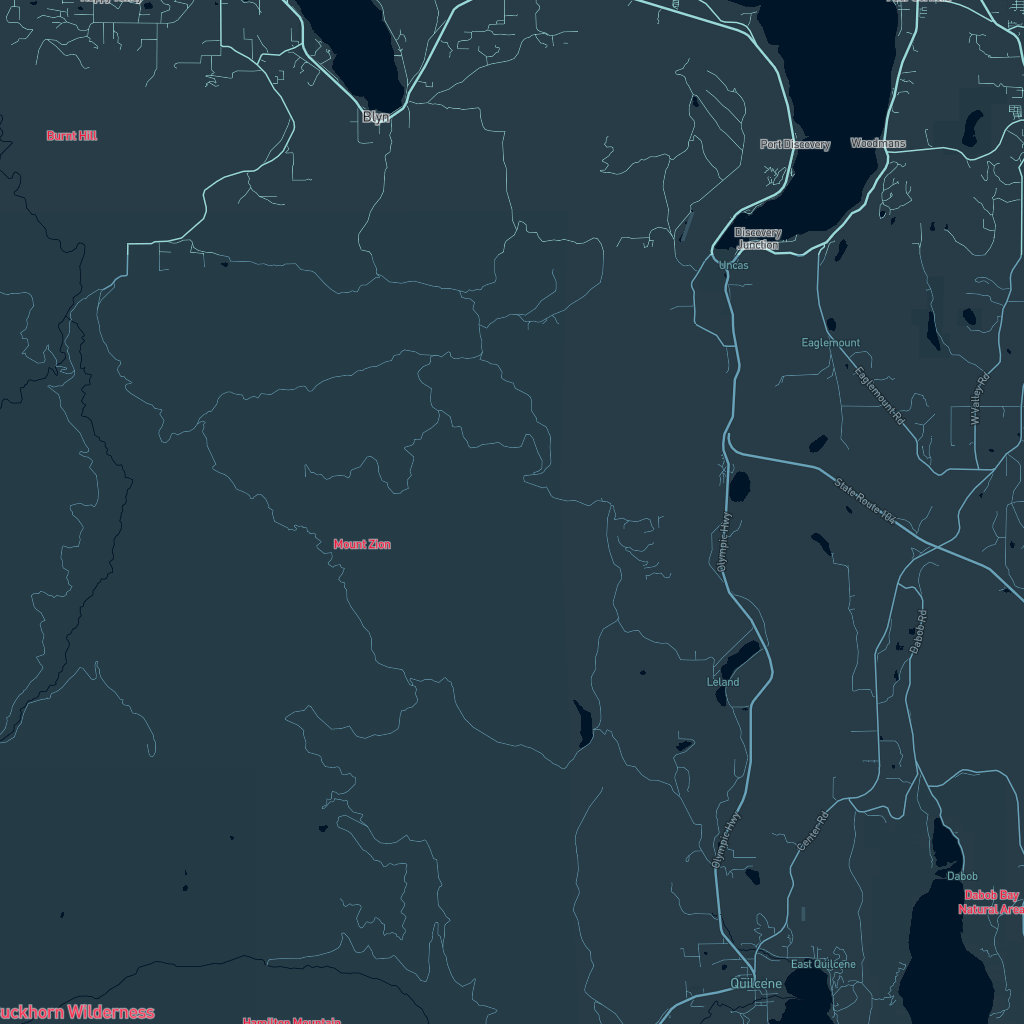 Blyn
Burnt Hill
Port Discovery
Woodmans
Discovery
Junction
Uncas
Eaglemount
Eaglemount Rd
W Valley Rd
State Route 104
Olympic Hwy
Mount Zion
Dabob Rd
Leland
Olympic Hwy
Center Rd
Dabob
Dabob Bay
Natural Area
East Quilcene
Quilcene
uckhorn Wilderness
Hamilton Mountain